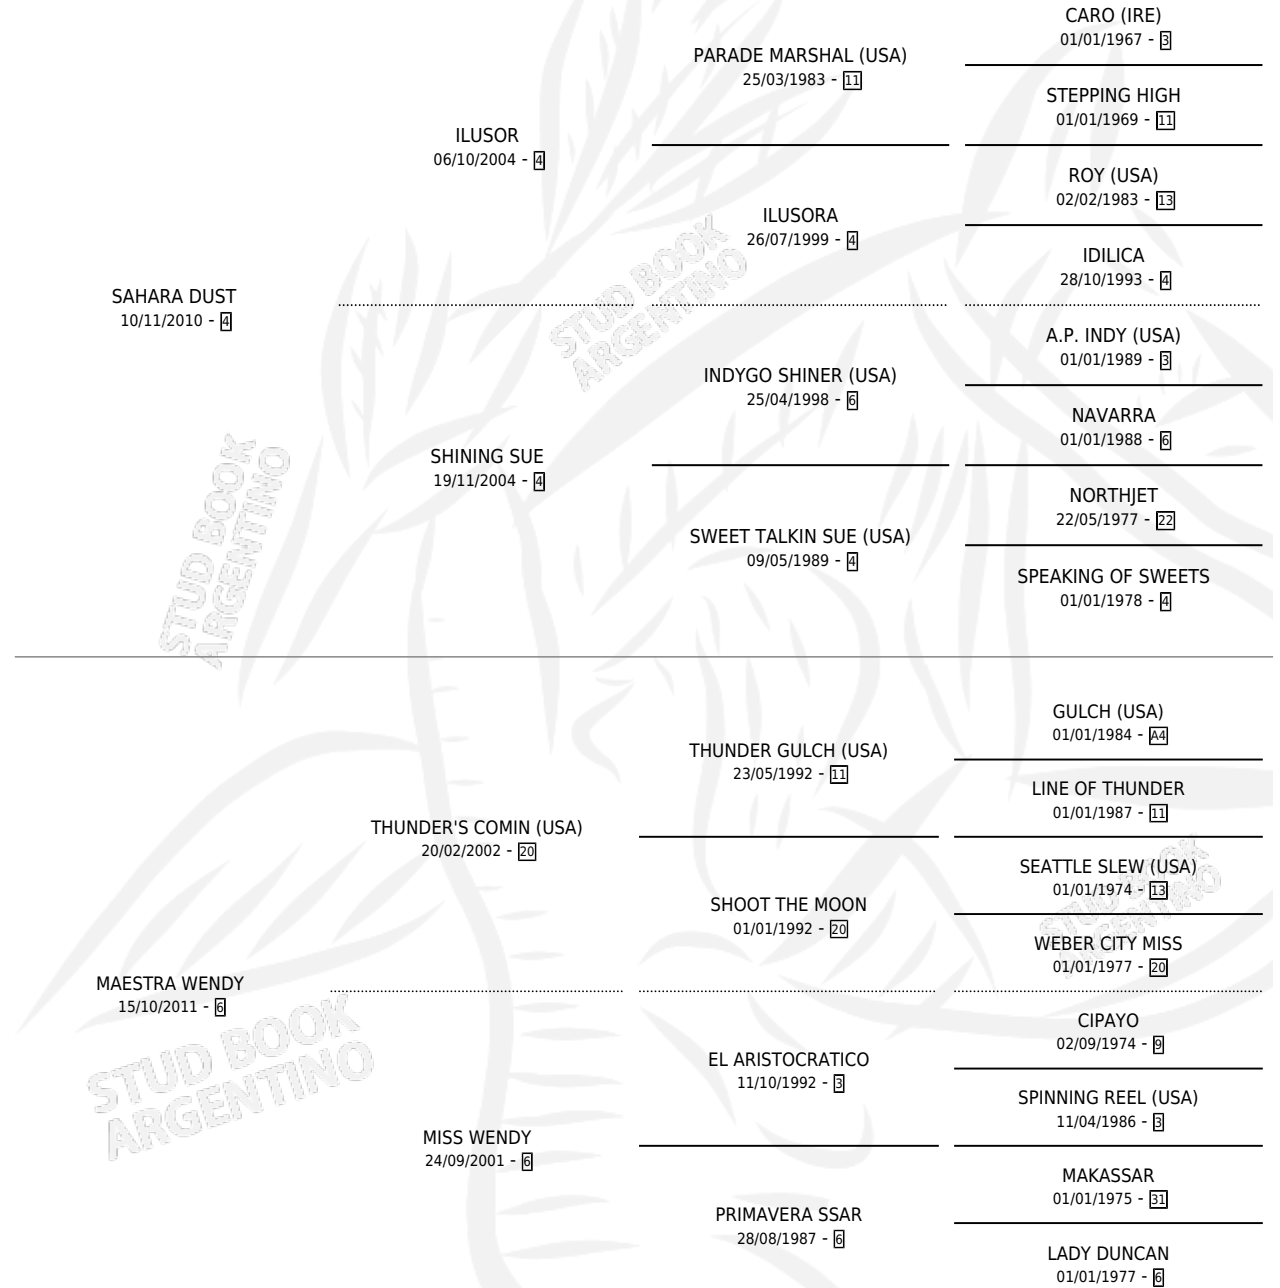 CARO (IRE)
01/01/1967 - 3
PARADE MARSHAL (USA)
25/03/1983 - 11
STEPPING HIGH
01/01/1969 - 11
ILUSOR
06/10/2004 - 4
ROY (USA)
02/02/1983 - 13
ILUSORA
26/07/1999 - 4
IDILICA
28/10/1993 - 4
SAHARA DUST
10/11/2010 - 4
STUD BOOK
ARGENTINO
A.P. INDY (USA)
01/01/1989 - 3
INDYGO SHINER (USA)
25/04/1998 - 6
NAVARRA
01/01/1988 - 6
SHINING SUE
19/11/2004 - 4
NORTHJET
22/05/1977 - 22
SWEET TALKIN SUE (USA)
09/05/1989 - 4
SPEAKING OF SWEETS
01/01/1978 - 4
STUD BOOK
ARGENTINO
GULCH (USA)
01/01/1984 - A4
THUNDER GULCH (USA)
23/05/1992 - 11
LINE OF THUNDER
01/01/1987 - 11
THUNDER'S COMIN (USA)
20/02/2002 - 20
SEATTLE SLEW (USA)
01/01/1974 - 13
SHOOT THE MOON
01/01/1992 - 20
WEBER CITY MISS
01/01/1977 - 20
STUD BOOK
ARGENTINO
MAESTRA WENDY
15/10/2011 - 6
CIPAYO
02/09/1974 - 9
EL ARISTOCRATICO
11/10/1992 - 3
SPINNING REEL (USA)
11/04/1986 - 3
STUD BOOK
ARGENTINO
MISS WENDY
24/09/2001 - 6
MAKASSAR
01/01/1975 - 31
PRIMAVERA SSAR
28/08/1987 - 6
LADY DUNCAN
01/01/1977 - 6